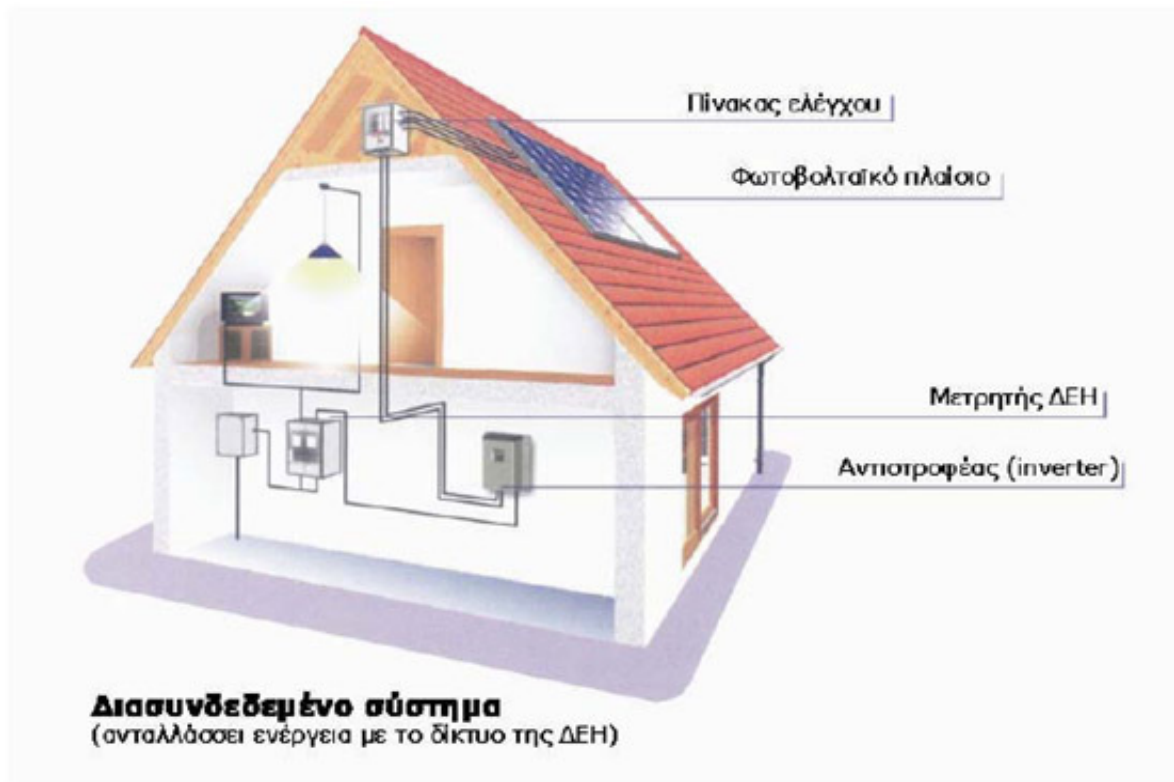 Πίνακας ελέγχου
Φωτοβολταϊκό πλαίσιο
Μετρητής ΔΕΗ
Αντιστροφέας (inverter)
Διασυνδεδεμένο σύστημα
(ανταλλάσσει ενέργεια με το δίκτυο της ΔΕΗ)